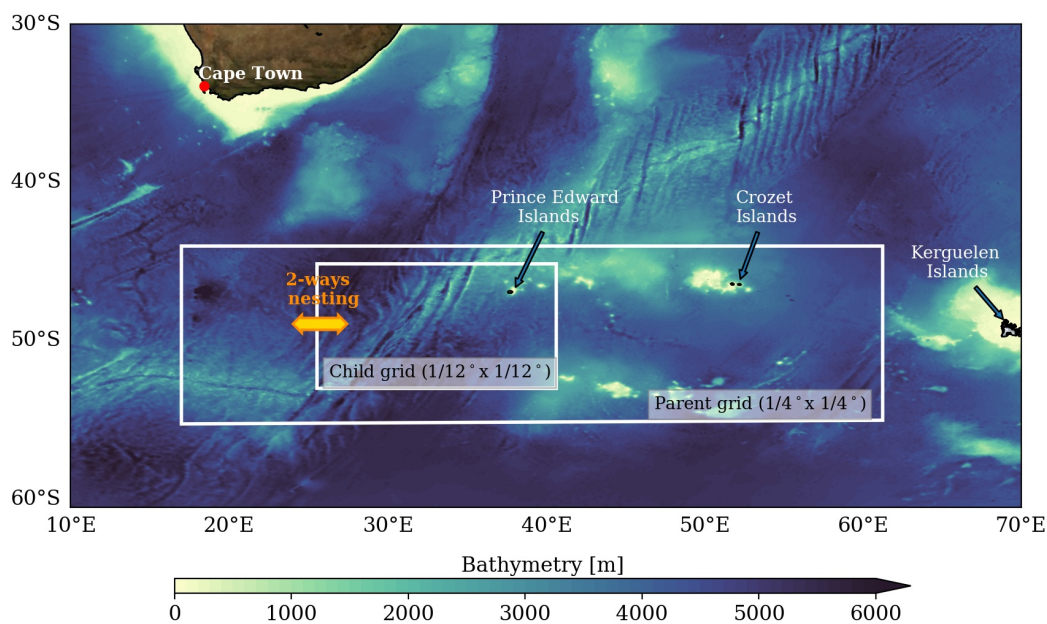 30°S
Cape Town
40°S
Prince Edward
Islands
Crozet
Islands
Kerguelen
Islands
2-ways
nesting
50°S
Child grid (1/12°x 1/12°)
Parent grid (1/4°x 1/4°)
60°S
10°E 20°E 30°E 40°E 50°E 60°E 70°E
Bathymetry [m]
0 1000 2000 3000 4000 5000 6000